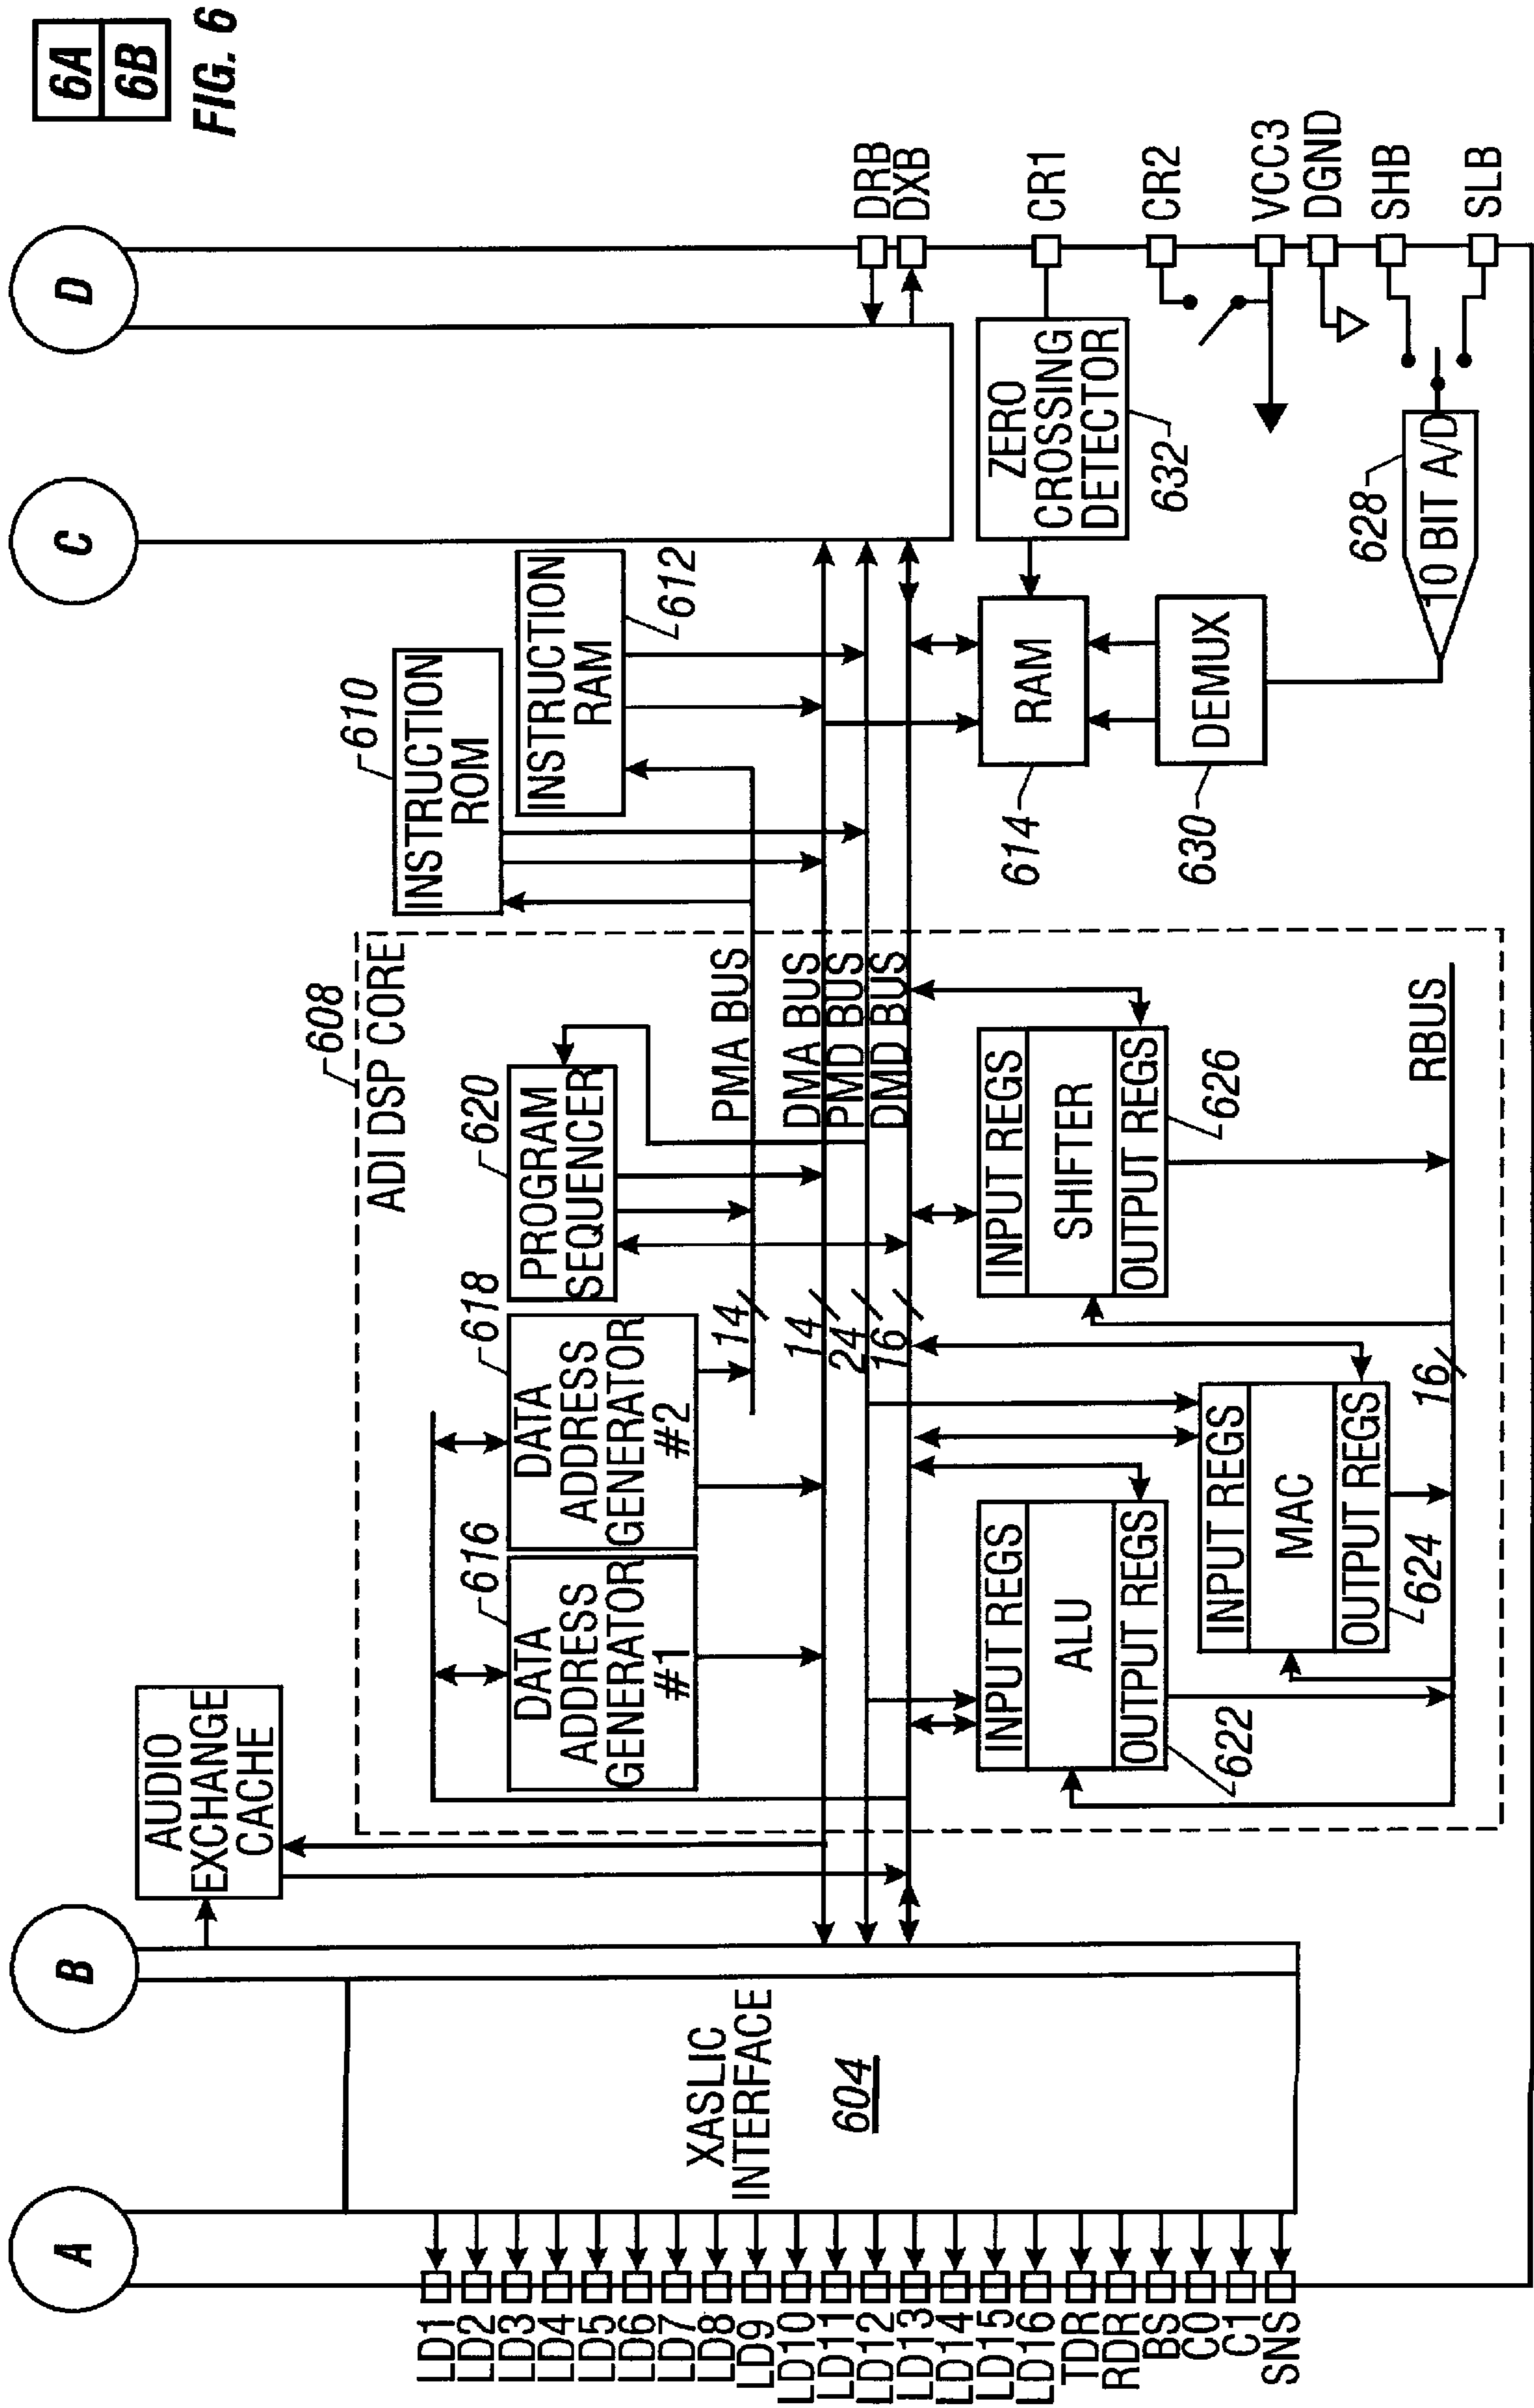 6A
6B
FIG. 6
A
B
C
D
AUDIO
EXCHANGE
CACHE
608
ADI DSP CORE
610
INSTRUCTION
ROM
INSTRUCTION
RAM
612
616
DATA
ADDRESS
GENERATOR
#1
618
DATA
ADDRESS
GENERATOR
#2
620
PROGRAM
SEQUENCER
14
PMA BUS
14
DMA BUS
24
PMD BUS
16
DMD BUS
XASLIC
INTERFACE
604
LD1
LD2
LD3
LD4
LD5
LD6
LD7
LD8
LD9
LD10
LD11
LD12
LD13
LD14
LD15
LD16
TDR
RDR
BS
C0
C1
SNS
INPUT REGS
ALU
OUTPUT REGS
622
INPUT REGS
MAC
OUTPUT REGS
624
INPUT REGS
SHIFTER
OUTPUT REGS
626
16
RBUS
RAM
614
DEMUX
630
ZERO
CROSSING
DETECTOR
632
628
10 BIT A/D
DRB
DXB
CR1
CR2
VCC3
DGND
SHB
SLB